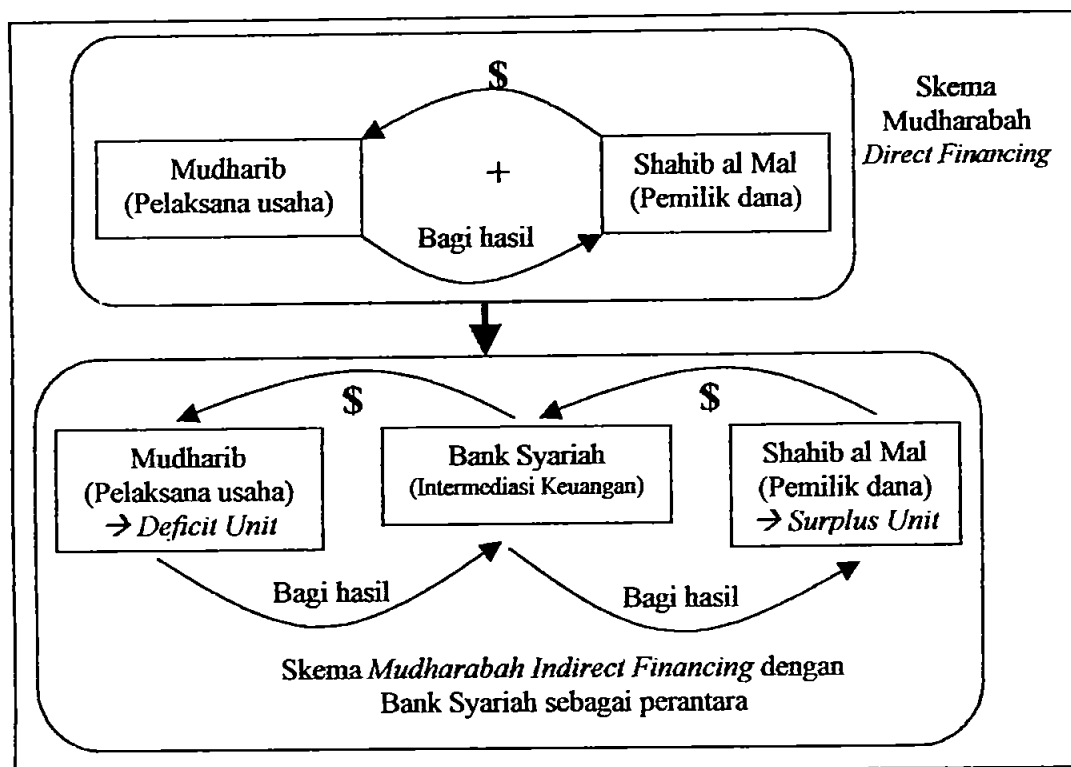 $
Skema
Mudharabah
Direct Financing
Mudharib
(Pelaksana usaha)
+
Shahib al Mal
(Pemilik dana)
Bagi hasil
$
$
Mudharib
(Pelaksana usaha)
→ Deficit Unit
Bank Syariah
(Intermediasi Keuangan)
Shahib al Mal
(Pemilik dana)
→ Surplus Unit
Bagi hasil
Bagi hasil
Skema Mudharabah Indirect Financing dengan
Bank Syariah sebagai perantara